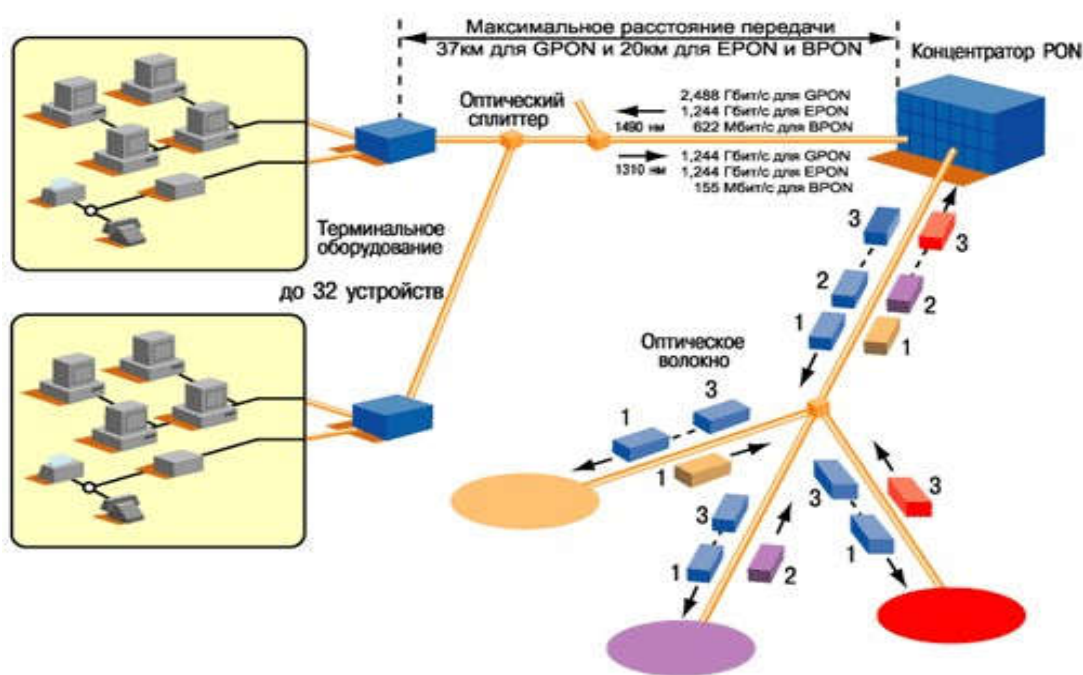 Максимальное расстояние передачи
37км для GPON и 20км для EPON и BPON
Концентратор PON
Оптический
сплиттер
2,488 Гбит/с для GPON
1,244 Гбит/с для EPON
1490 нм
622 Мбит/с для BPON
1,244 Гбит/с для GPON
1310 нм
1,244 Гбит/с для EPON
155 Мбит/с для BPON
Терминальное
оборудование
до 32 устройств
3
3
2
2
1
1
Оптическое
волокно
3
1
1
3
3
3
1
2
1